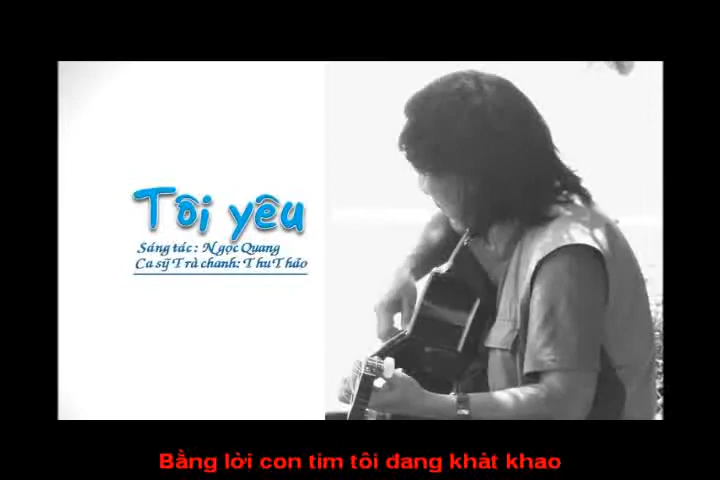 Tôi yêu
Sáng tác: Ngọc Quang
Ca sỹ Trà chanh: Thu Thảo
Bằng lời con tim tôi đang khát khao